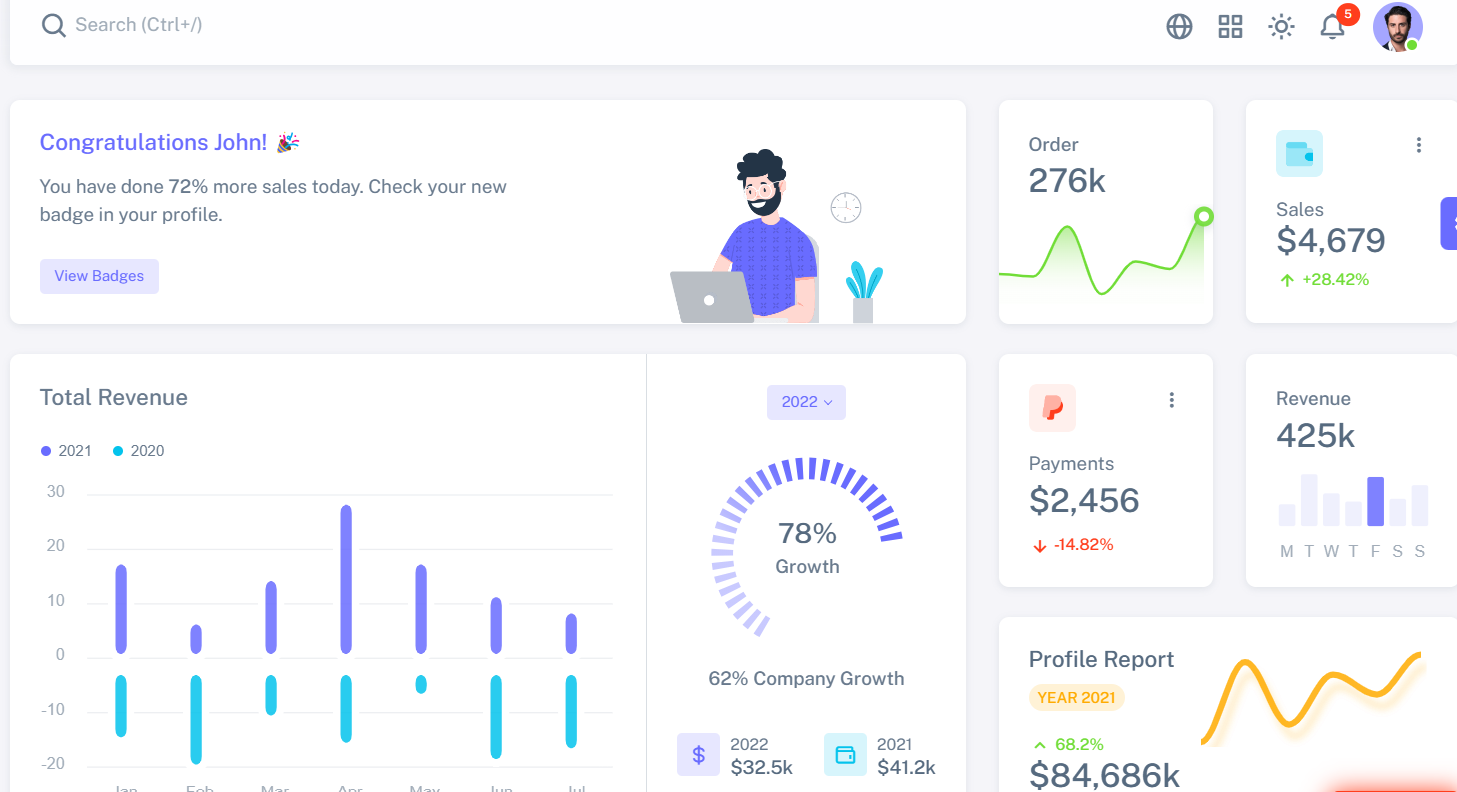 Search (Ctrl+/)
5
Congratulations John! 🎉
You have done 72% more sales today. Check your new
badge in your profile.
View Badges
Order
276k
Sales
$4,679
+28.42%
Total Revenue
2021
2020
30
20
10
0
-10
-20
Jan
Feb
Mar
Apr
May
Jun
Jul
2022
78%
Growth
62% Company Growth
$
2022
$32.5k
2021
$41.2k
Payments
$2,456
-14.82%
Revenue
425k
M T W T F S S
Profile Report
YEAR 2021
68.2%
$84,686k